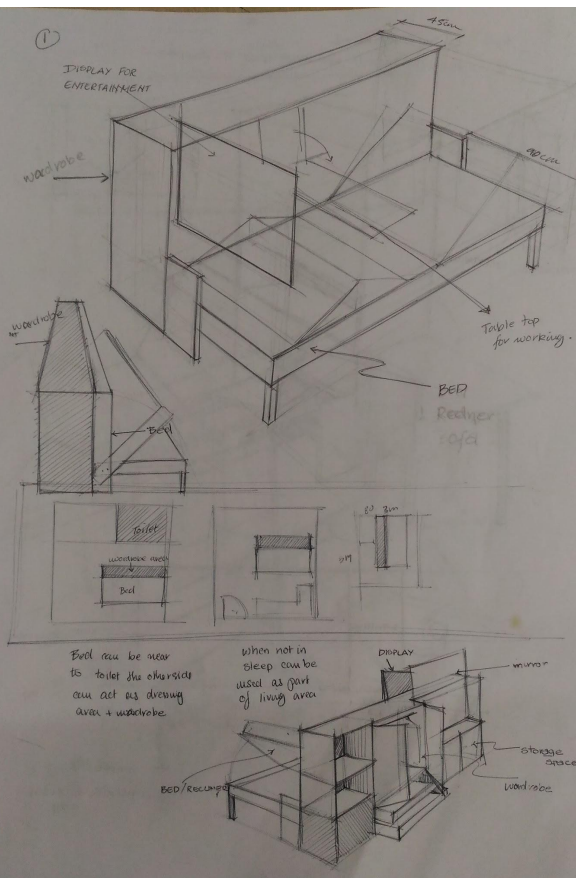 1
45cm
DISPLAY FOR
ENTERTAINMENT
wardrobe
90cm
Table top
for working.
BED
Recliner
sofa
wardrobe
Bed
Toilet
wardrobe area
Bed
Bed can be near
to toilet the otherside
can act as dressing
area + wardrobe
when not in
sleep can be
used as part
of living area
DISPLAY
mirror
storage
space
wardrobe
BED/RECLINER